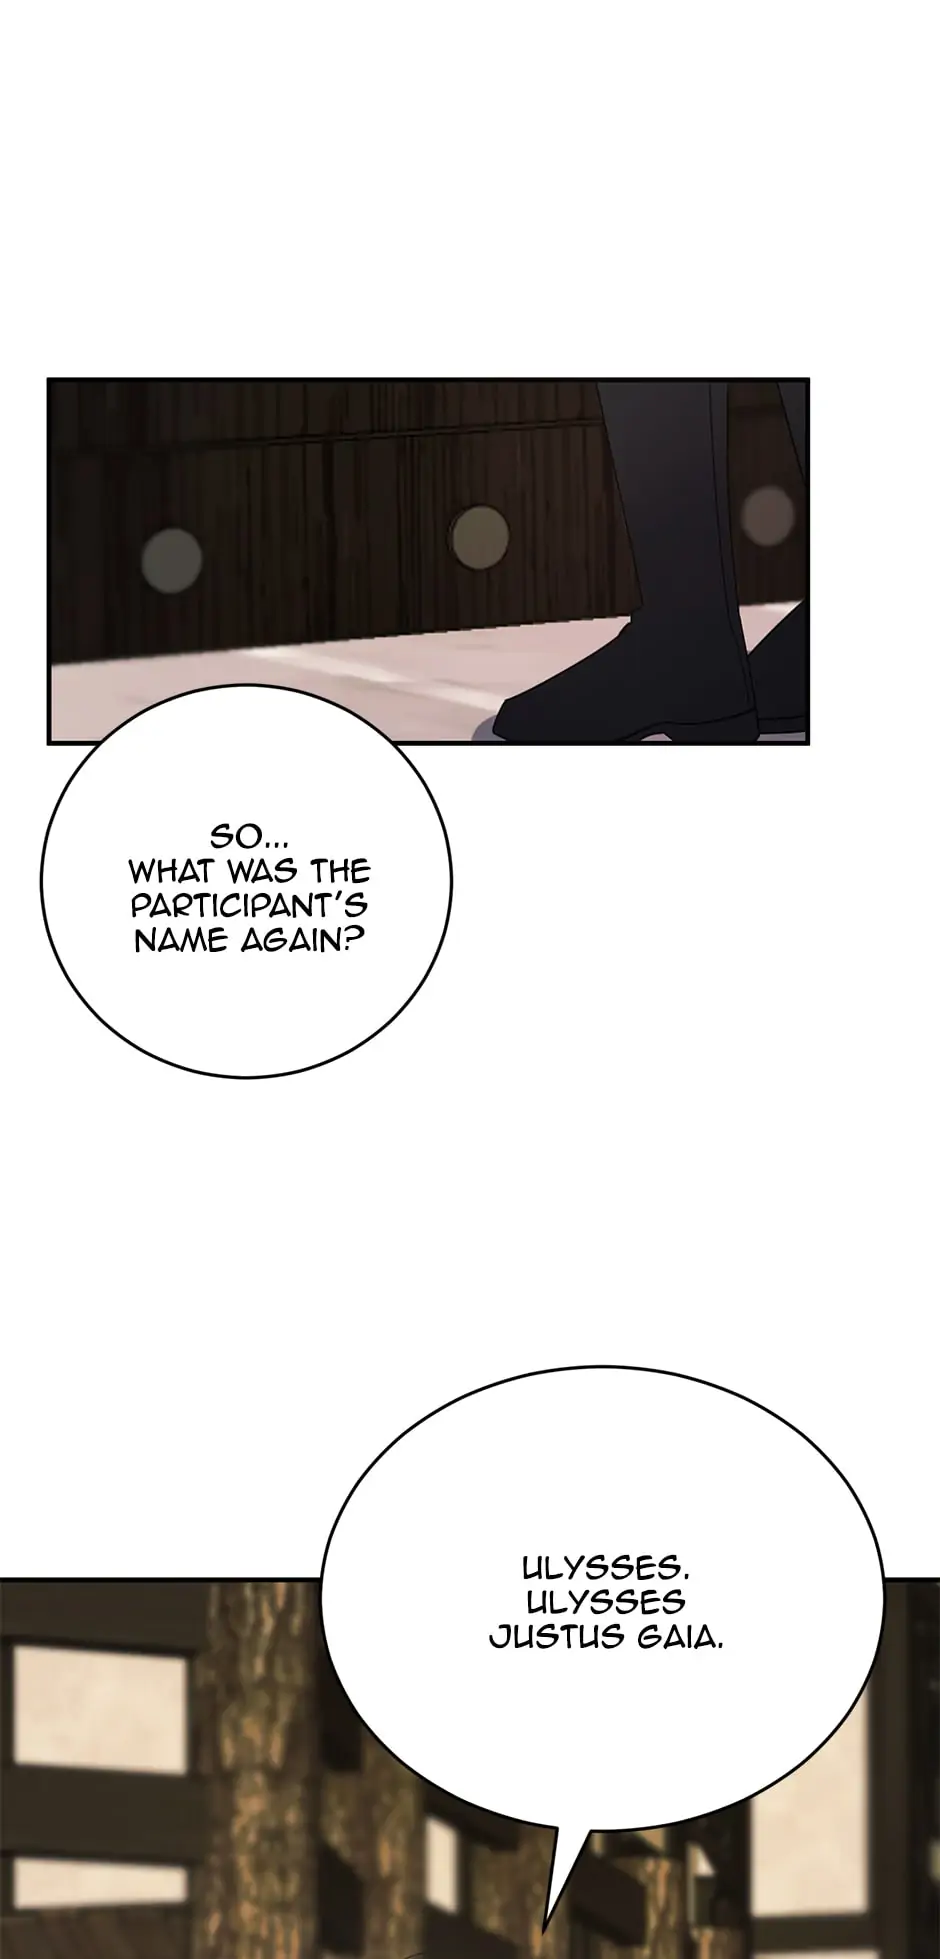 SO...
WHAT WAS THE
PARTICIPANT'S
NAME AGAIN?
ULYSSES.
ULYSSES
JUSTUS GAIA.